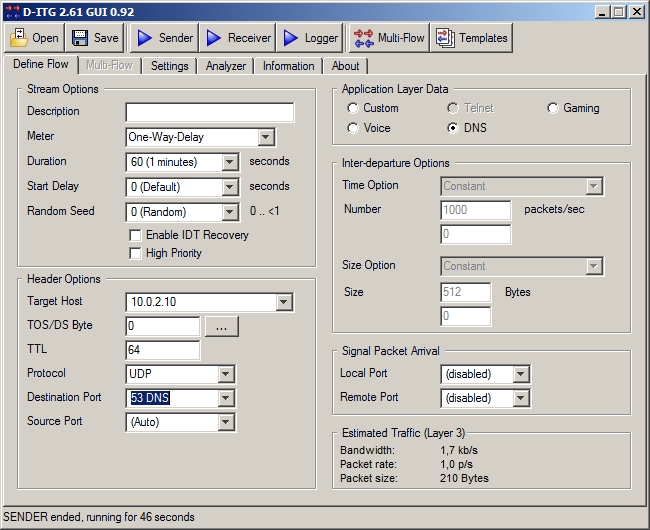 D-ITG 2.61 GUI 0.92
Open Save Sender Receiver Logger Multi-Flow Templates
Define Flow Multi-Flow Settings Analyzer Information About
Stream Options
Description
Meter One-Way-Delay
Duration 60 (1 minutes) seconds
Start Delay 0 (Default) seconds
Random Seed 0 (Random) 0 .. <1
Enable IDT Recovery
High Priority
Header Options
Target Host 10.0.2.10
TOS/DS Byte 0 ...
TTL 64
Protocol UDP
Destination Port 53 DNS
Source Port (Auto)
Application Layer Data
Custom Telnet Gaming
Voice DNS
Inter-departure Options
Time Option Constant
Number 1000 packets/sec
0
Size Option Constant
Size 512 Bytes
0
Signal Packet Arrival
Local Port (disabled)
Remote Port (disabled)
Estimated Traffic (Layer 3)
Bandwidth: 1,7 kb/s
Packet rate: 1,0 p/s
Packet size: 210 Bytes
SENDER ended, running for 46 seconds